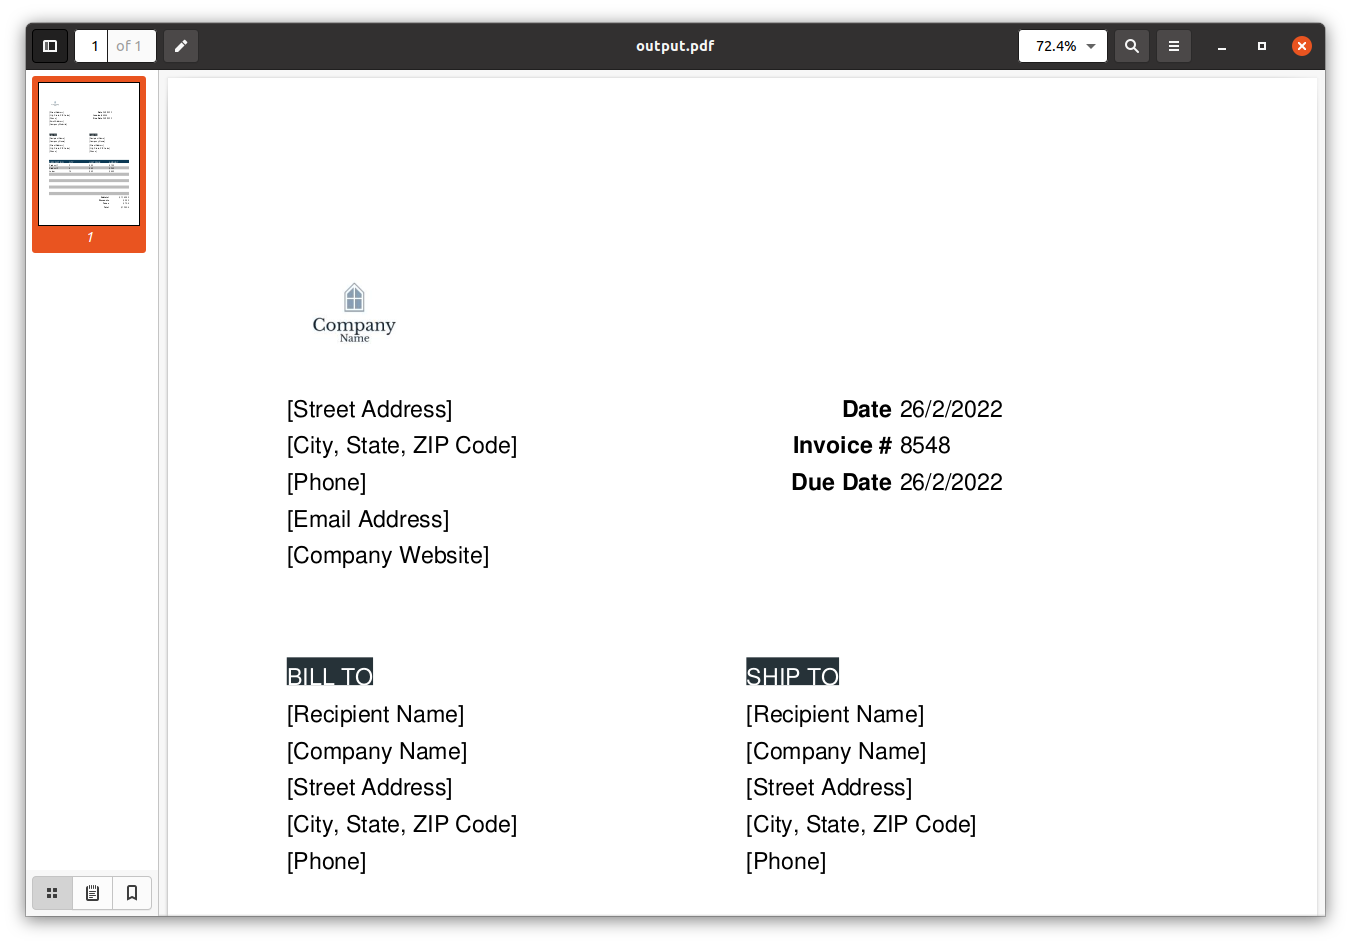 1 of 1
output.pdf
72.4%
1
Company
Name
[Street Address]
Date 26/2/2022
[City, State, ZIP Code]
Invoice # 8548
[Phone]
Due Date 26/2/2022
[Email Address]
[Company Website]
BILL TO
SHIP TO
[Recipient Name]
[Recipient Name]
[Company Name]
[Company Name]
[Street Address]
[Street Address]
[City, State, ZIP Code]
[City, State, ZIP Code]
[Phone]
[Phone]